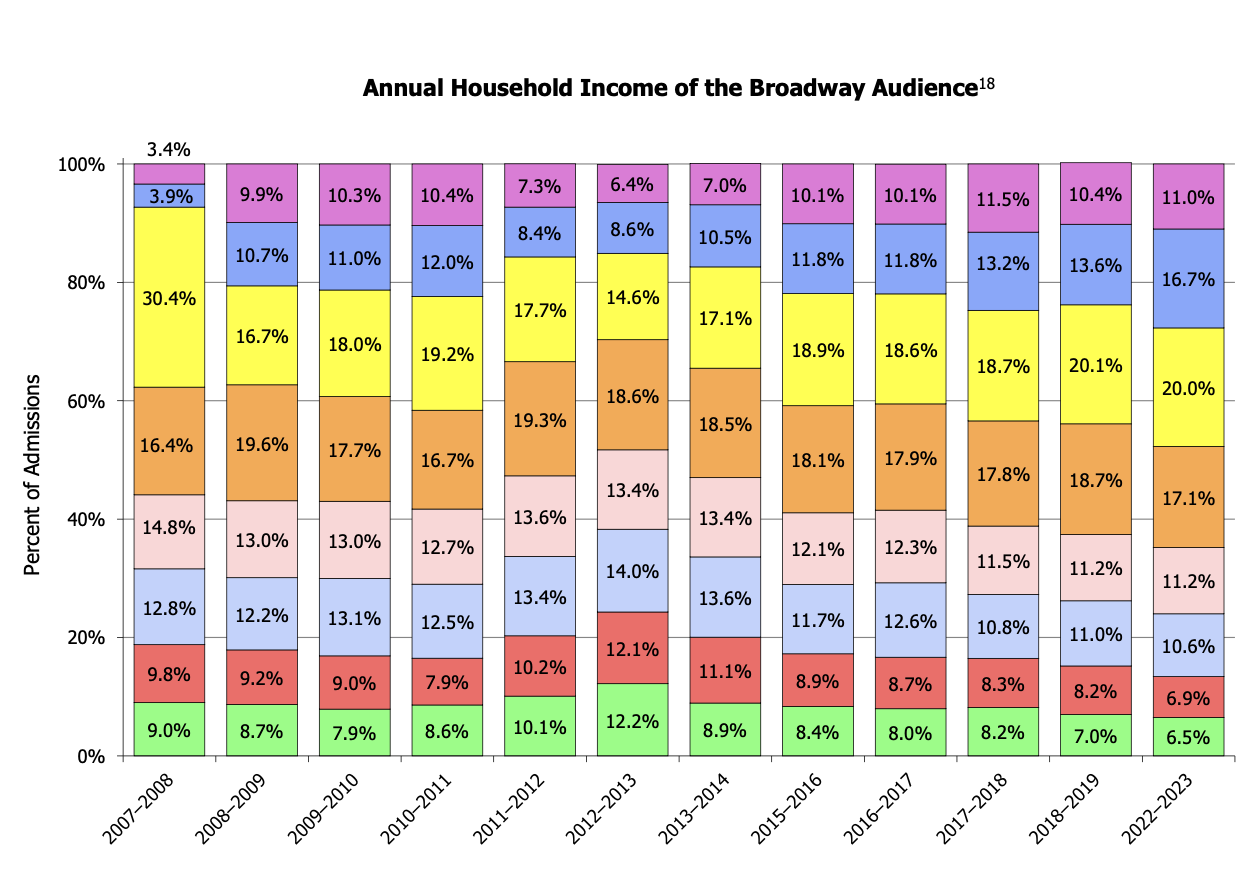 Annual Household Income of the Broadway Audience18
3.4%
100%
9.9% 10.3% 10.4% 7.3% 6.4% 7.0% 10.1% 10.1% 11.5% 10.4% 11.0%
3.9%
10.7% 11.0% 12.0% 8.4% 8.6% 10.5% 11.8% 11.8% 13.2% 13.6% 16.7%
80%
30.4% 16.7% 18.0% 19.2% 17.7% 14.6% 17.1% 18.9% 18.6% 18.7% 20.1% 20.0%
60%
16.4% 19.6% 17.7% 16.7% 19.3% 18.6% 18.5% 18.1% 17.9% 17.8% 18.7% 17.1%
40%
14.8% 13.0% 13.0% 12.7% 13.6% 13.4% 13.4% 12.1% 12.3% 11.5% 11.2% 11.2%
12.8% 12.2% 13.1% 12.5% 13.4% 14.0% 13.6% 11.7% 12.6% 10.8% 11.0% 10.6%
20%
9.8% 9.2% 9.0% 7.9% 10.2% 12.1% 11.1% 8.9% 8.7% 8.3% 8.2% 6.9%
9.0% 8.7% 7.9% 8.6% 10.1% 12.2% 8.9% 8.4% 8.0% 8.2% 7.0% 6.5%
0%
Percent of Admissions
2007–2008 2008–2009 2009–2010 2010–2011 2011–2012 2012–2013 2013–2014 2015–2016 2016–2017 2017–2018 2018–2019 2022–2023